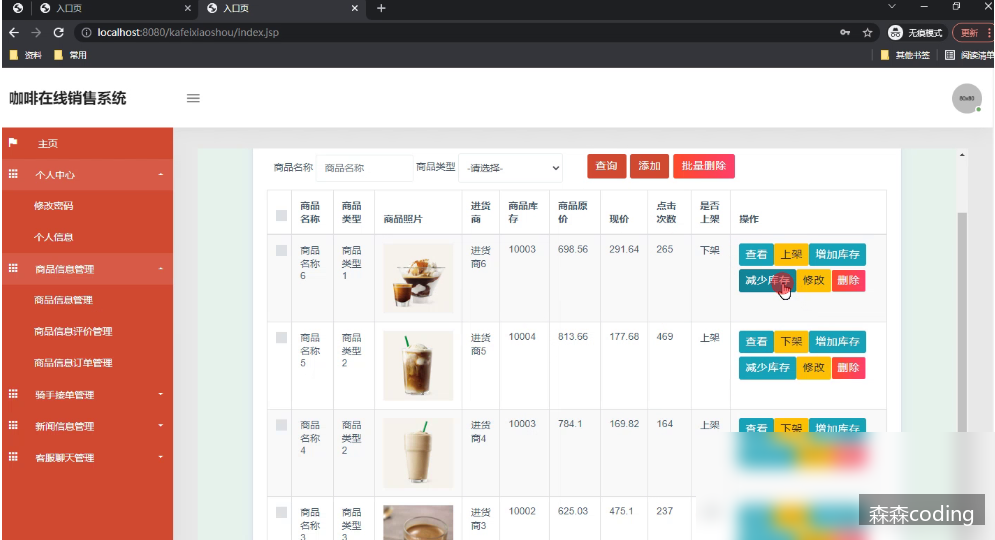 入口页
入口页
localhost:8080/kafeixiaoshou/index.jsp
无痕模式
更新
资料
常用
其他书签
阅读清单
咖啡在线销售系统
80x80
主页
个人中心
修改密码
个人信息
商品信息管理
商品信息管理
商品信息评价管理
商品信息订单管理
骑手接单管理
新闻信息管理
客服聊天管理
商品名称 商品名称 商品类型 -请选择- 查询 添加 批量删除
商品名称 商品类型 商品照片 进货商 商品库存 商品原价 现价 点击次数 是否上架 操作
商品名称6 商品类型1 进货商6 10003 698.56 291.64 265 下架 查看 上架 增加库存
减少库存 修改 删除
商品名称5 商品类型2 进货商5 10004 813.66 177.68 469 上架 查看 下架 增加库存
减少库存 修改 删除
商品名称4 商品类型2 进货商4 10003 784.1 169.82 164 上架 查看 下架 增加库存
商品名称3 商品类型3 进货商3 10002 625.03 475.1 237
森森coding